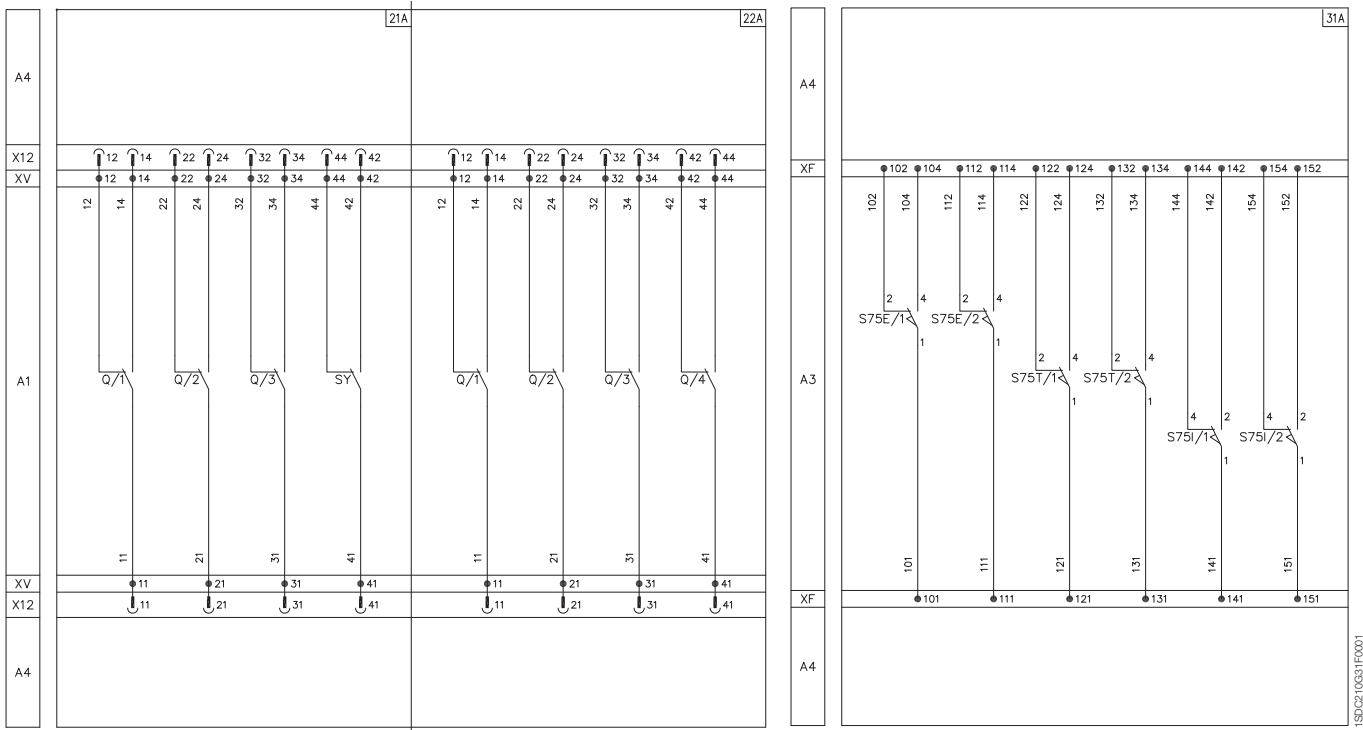 21A 22A
A4
X12 12 14 22 24 32 34 44 42 12 14 22 24 32 34 42 44
XV 12 14 22 24 32 34 44 42 12 14 22 24 32 34 42 44
12 14 22 24 32 34 44 42 12 14 22 24 32 34 42 44
A1 Q/1 Q/2 Q/3 SY Q/1 Q/2 Q/3 Q/4
11 21 31 41 11 21 31 41
XV 11 21 31 41 11 21 31 41
X12 11 21 31 41 11 21 31 41
A4
31A
A4
XF 102 104 112 114 122 124 132 134 144 142 154 152
102 104 112 114 122 124 132 134 144 142 154 152
2 4 2 4
S75E/1 S75E/2
1 1
2 4 2 4
A3 S75T/1 S75T/2
1 1
4 2 4 2
S75I/1 S75I/2
1 1
101 111 121 131 141 151
XF 101 111 121 131 141 151
A4
1SDC210G31F0001